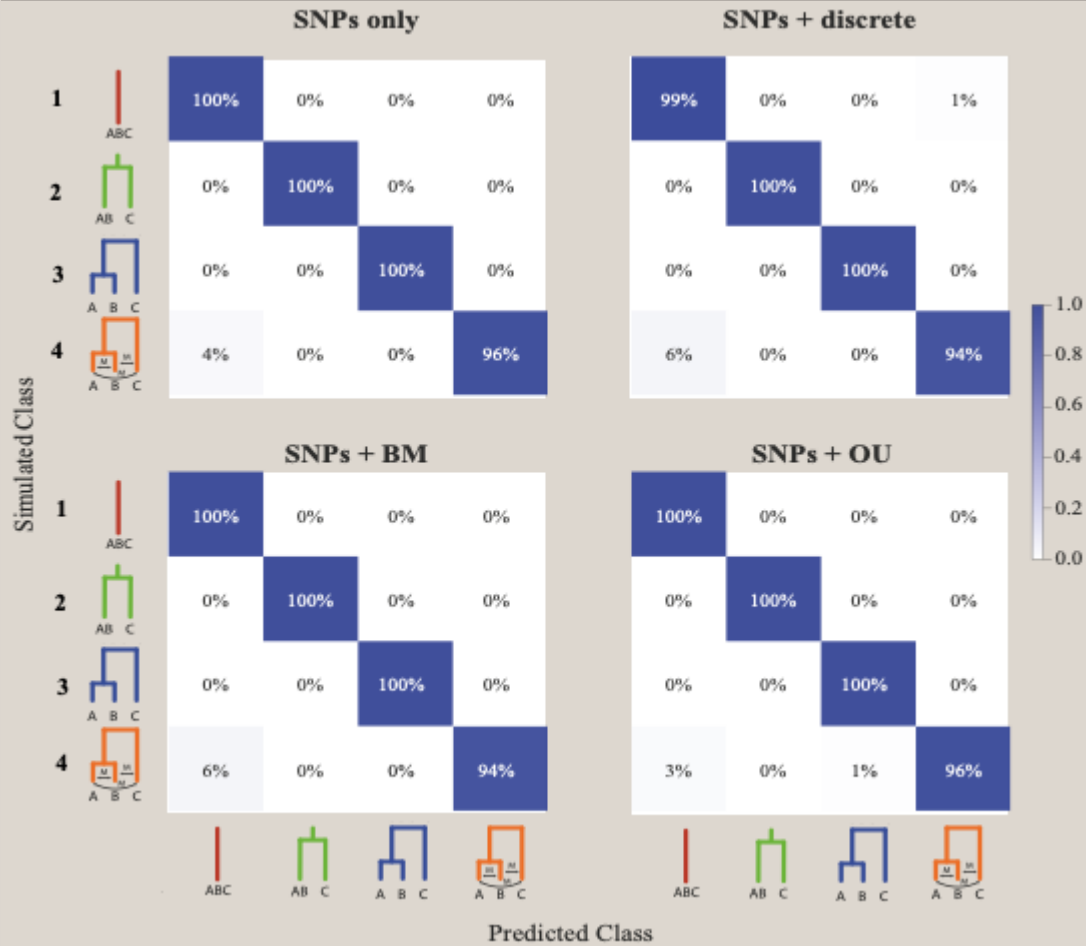 SNPs only
SNPs + discrete
1
ABC
100% 0% 0% 0%
99% 0% 0% 1%
2
AB C
0% 100% 0% 0%
0% 100% 0% 0%
3
A B C
0% 0% 100% 0%
0% 0% 100% 0%
4
M M
M
A B C
4% 0% 0% 96%
6% 0% 0% 94%
1.0
0.8
0.6
0.4
0.2
0.0
Simulated Class
SNPs + BM
SNPs + OU
1
ABC
100% 0% 0% 0%
100% 0% 0% 0%
2
AB C
0% 100% 0% 0%
0% 100% 0% 0%
3
A B C
0% 0% 100% 0%
0% 0% 100% 0%
4
M M
M
A B C
6% 0% 0% 94%
3% 0% 1% 96%
ABC
AB C
A B C
M M
M
A B C
ABC
AB C
A B C
M M
M
A B C
Predicted Class